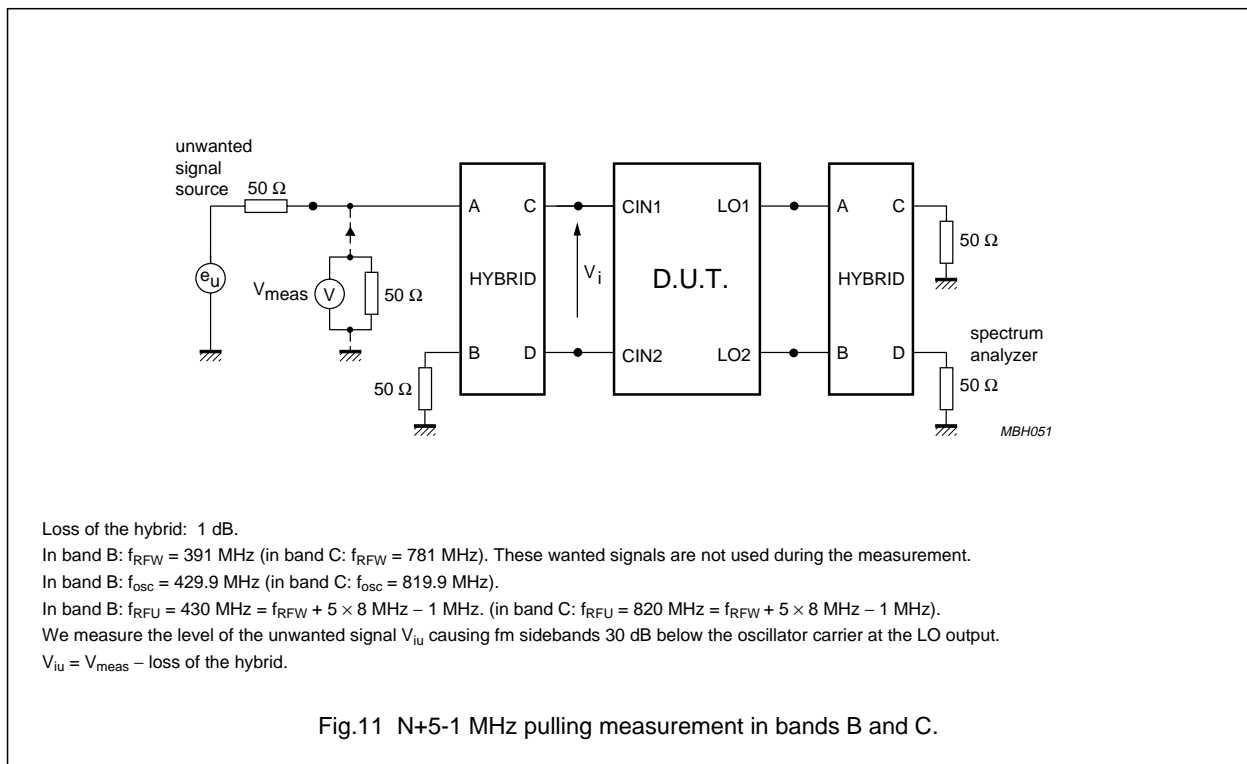 unwanted
signal
source
50 Ω
e_u
V_meas
V
50 Ω
50 Ω
A
C
HYBRID
B
D
V_i
CIN1
LO1
D.U.T.
CIN2
LO2
A
C
HYBRID
B
D
50 Ω
spectrum
analyzer
50 Ω
MBH051
Loss of the hybrid: 1 dB.
In band B: f_RFW = 391 MHz (in band C: f_RFW = 781 MHz). These wanted signals are not used during the measurement.
In band B: f_osc = 429.9 MHz (in band C: f_osc = 819.9 MHz).
In band B: f_RFU = 430 MHz = f_RFW + 5 × 8 MHz − 1 MHz. (in band C: f_RFU = 820 MHz = f_RFW + 5 × 8 MHz − 1 MHz).
We measure the level of the unwanted signal V_iu causing fm sidebands 30 dB below the oscillator carrier at the LO output.
V_iu = V_meas − loss of the hybrid.
Fig.11 N+5-1 MHz pulling measurement in bands B and C.